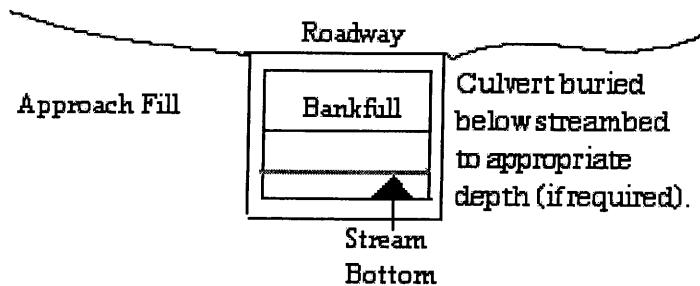 Roadway
Approach Fill
Bankfull
Culvert buried
below streambed
to appropriate
depth (if required).
Stream
Bottom